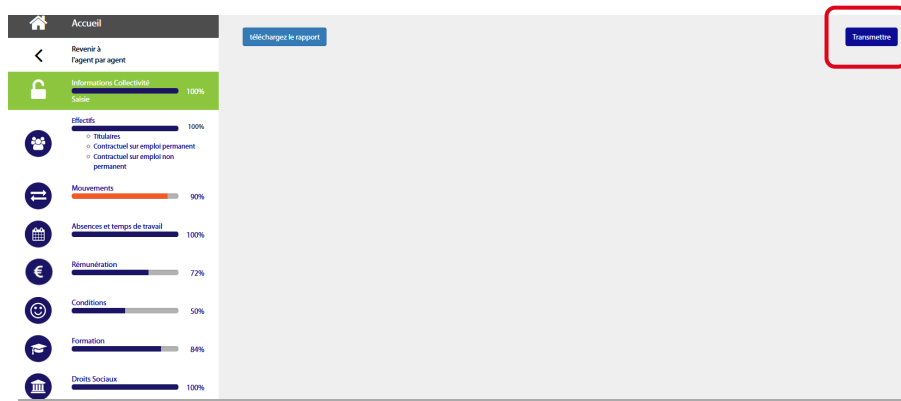 Accueil
téléchargez le rapport
Transmettre
Revenir à
l'agent par agent
Informations Collectivité
100%
Saisie
Effectifs
100%
Titulaires
Contractuel sur emploi permanent
Contractuel sur emploi non
permanent
Mouvements
90%
Absences et temps de travail
100%
Rémunération
72%
Conditions
50%
Formation
84%
Droits Sociaux
100%